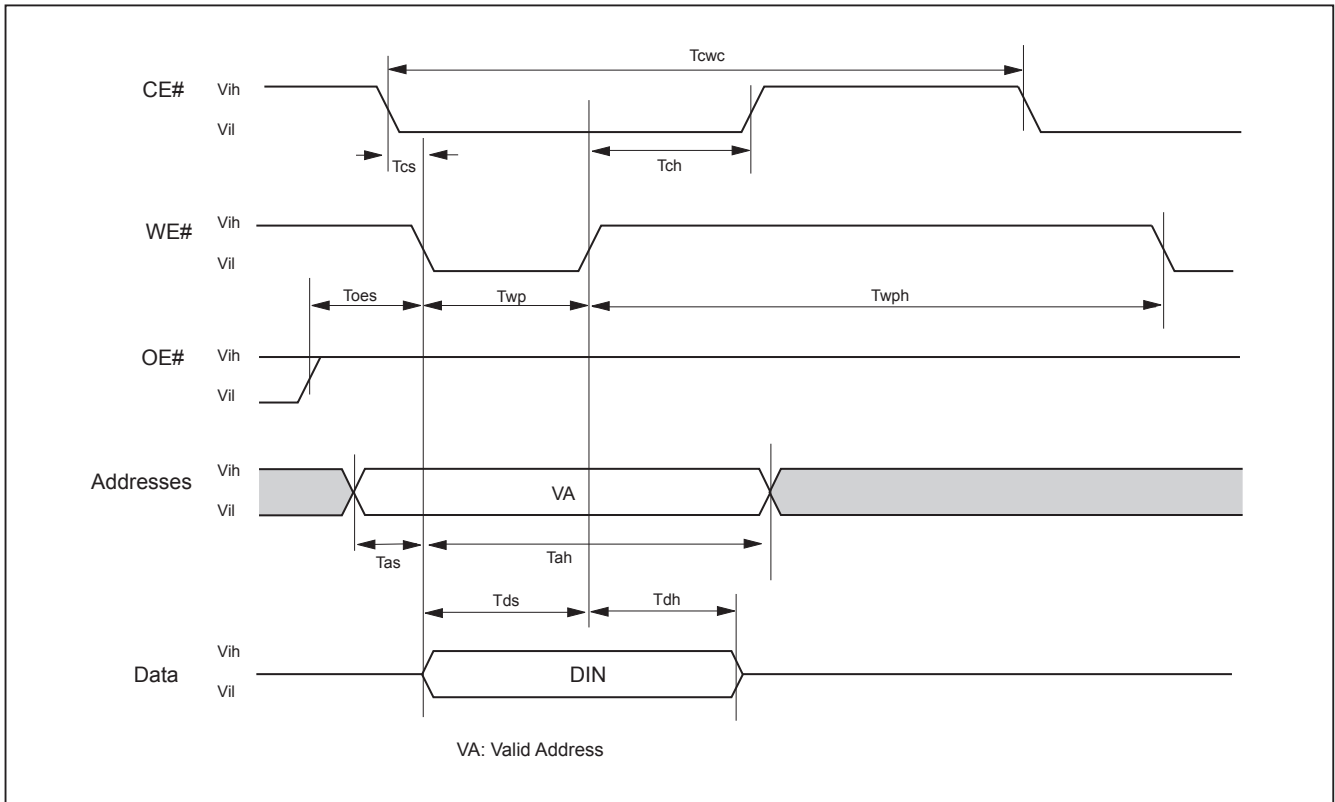 Tcwc
CE# Vih
Vil
Tcs Tch
WE# Vih
Vil
Toes Twp Twph
OE# Vih
Vil
Addresses Vih
VA
Vil
Tas Tah
Tds Tdh
Data Vih
DIN
Vil
VA: Valid Address